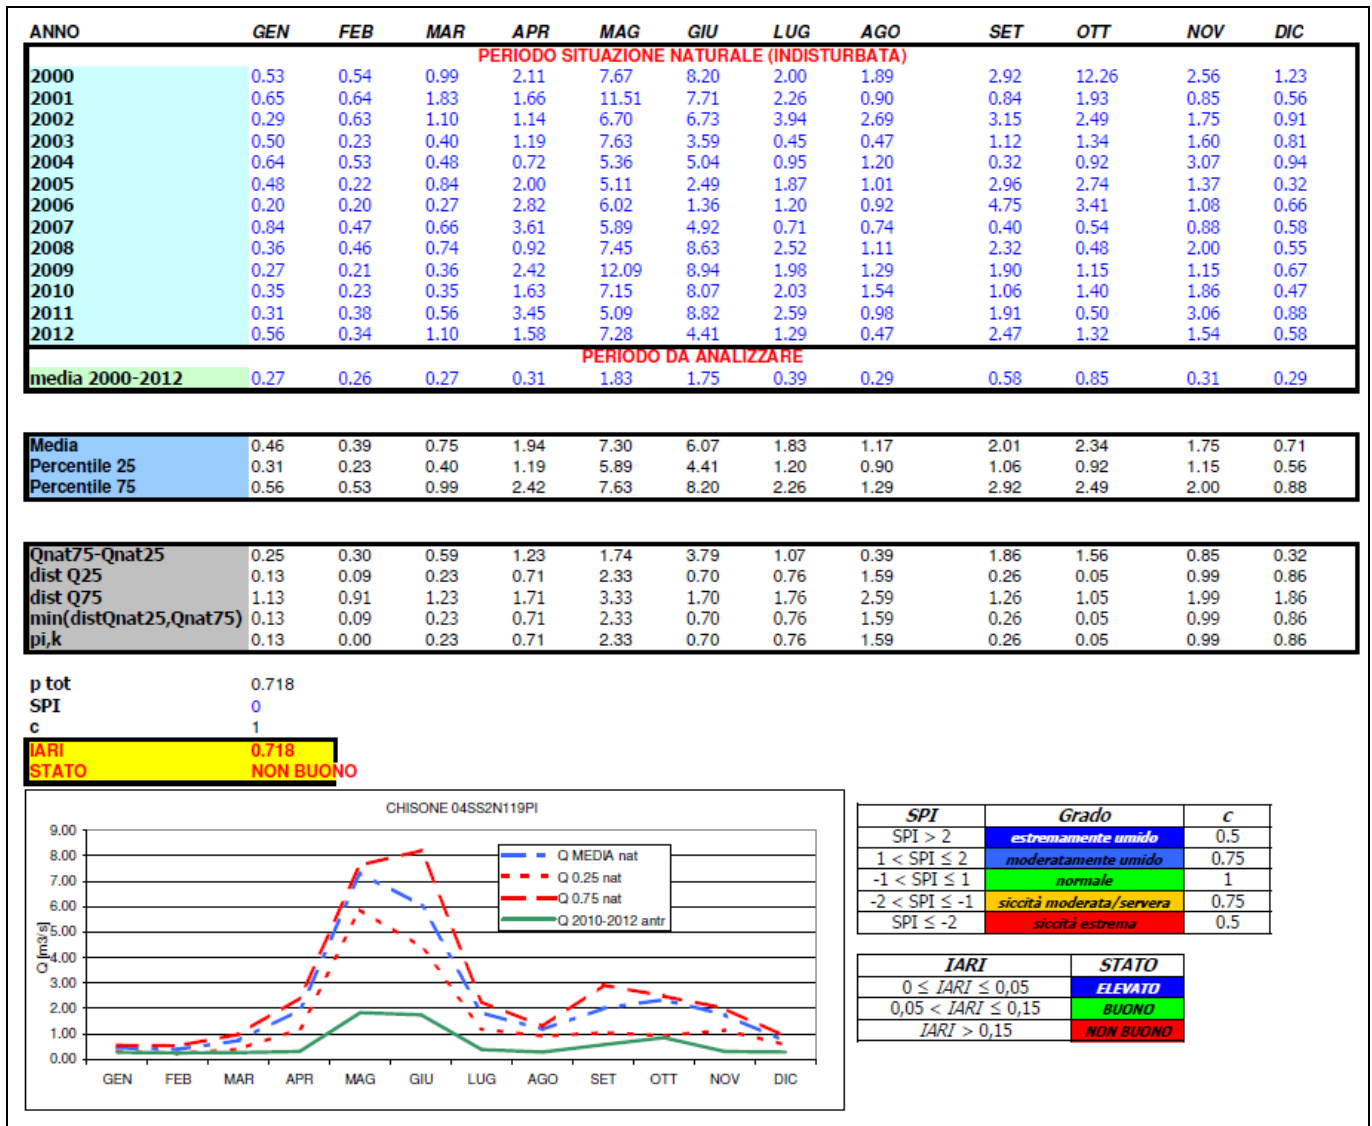 ANNO GEN FEB MAR APR MAG GIU LUG AGO SET OTT NOV DIC
PERIODO SITUAZIONE NATURALE (INDISTURBATA)
2000 0.53 0.54 0.99 2.11 7.67 8.20 2.00 1.89 2.92 12.26 2.56 1.23
2001 0.65 0.64 1.83 1.66 11.51 7.71 2.26 0.90 0.84 1.93 0.85 0.56
2002 0.29 0.63 1.10 1.14 6.70 6.73 3.94 2.69 3.15 2.49 1.75 0.91
2003 0.50 0.23 0.40 1.19 7.63 3.59 0.45 0.47 1.12 1.34 1.60 0.81
2004 0.64 0.53 0.48 0.72 5.36 5.04 0.95 1.20 0.32 0.92 3.07 0.94
2005 0.48 0.22 0.84 2.00 5.11 2.49 1.87 1.01 2.96 2.74 1.37 0.32
2006 0.20 0.20 0.27 2.82 6.02 1.36 1.20 0.92 4.75 3.41 1.08 0.66
2007 0.84 0.47 0.66 3.61 5.89 4.92 0.71 0.74 0.40 0.54 0.88 0.58
2008 0.36 0.46 0.74 0.92 7.45 8.63 2.52 1.11 2.32 0.48 2.00 0.55
2009 0.27 0.21 0.36 2.42 12.09 8.94 1.98 1.29 1.90 1.15 1.15 0.67
2010 0.35 0.23 0.35 1.63 7.15 8.07 2.03 1.54 1.06 1.40 1.86 0.47
2011 0.31 0.38 0.56 3.45 5.09 8.82 2.59 0.98 1.91 0.50 3.06 0.88
2012 0.56 0.34 1.10 1.58 7.28 4.41 1.29 0.47 2.47 1.32 1.54 0.58
PERIODO DA ANALIZZARE
media 2000-2012 0.27 0.26 0.27 0.31 1.83 1.75 0.39 0.29 0.58 0.85 0.31 0.29
Media 0.46 0.39 0.75 1.94 7.30 6.07 1.83 1.17 2.01 2.34 1.75 0.71
Percentile 25 0.31 0.23 0.40 1.19 5.89 4.41 1.20 0.90 1.06 0.92 1.15 0.56
Percentile 75 0.56 0.53 0.99 2.42 7.63 8.20 2.26 1.29 2.92 2.49 2.00 0.88
Qnat75-Qnat25 0.25 0.30 0.59 1.23 1.74 3.79 1.07 0.39 1.86 1.56 0.85 0.32
dist Q25 0.13 0.09 0.23 0.71 2.33 0.70 0.76 1.59 0.26 0.05 0.99 0.86
dist Q75 1.13 0.91 1.23 1.71 3.33 1.70 1.76 2.59 1.26 1.05 1.99 1.86
min(distQnat25,Qnat75) 0.13 0.09 0.23 0.71 2.33 0.70 0.76 1.59 0.26 0.05 0.99 0.86
pi,k 0.13 0.00 0.23 0.71 2.33 0.70 0.76 1.59 0.26 0.05 0.99 0.86
p tot 0.718
SPI 0
c 1
IARI 0.718
STATO NON BUONO
CHISONE 04SS2N119PI
9.00
8.00
7.00
6.00
5.00
4.00
3.00
2.00
1.00
0.00
Q [m3/s]
Q MEDIA nat
Q 0.25 nat
Q 0.75 nat
Q 2010-2012 antr
GEN FEB MAR APR MAG GIU LUG AGO SET OTT NOV DIC
SPI Grado c
SPI > 2 estremamente umido 0.5
1 < SPI ≤ 2 moderatamente umido 0.75
-1 < SPI ≤ 1 normale 1
-2 < SPI ≤ -1 siccità moderata/servera 0.75
SPI ≤ -2 siccità estrema 0.5
IARI STATO
0 ≤ IARI ≤ 0,05 ELEVATO
0,05 < IARI ≤ 0,15 BUONO
IARI > 0,15 NON BUONO